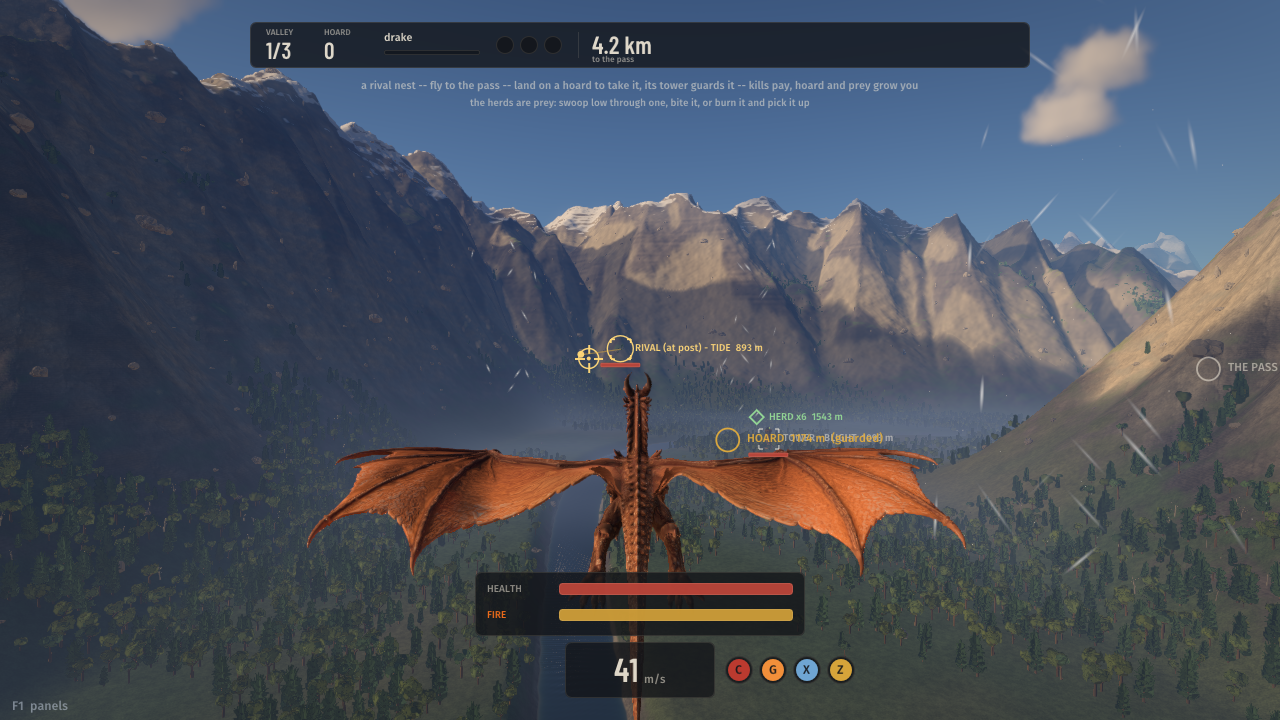 VALLEY
1/3
HOARD
0
drake
4.2 km
to the pass
a rival nest -- fly to the pass -- land on a hoard to take it, its tower guards it -- kills pay, hoard and prey grow you
the herds are prey: swoop low through one, bite it, or burn it and pick it up
RIVAL (at post) - TIDE 893 m
THE PASS
HERD x6 1543 m
HOARD (guarded)
HEALTH
FIRE
41 m/s
C G X Z
F1 panels